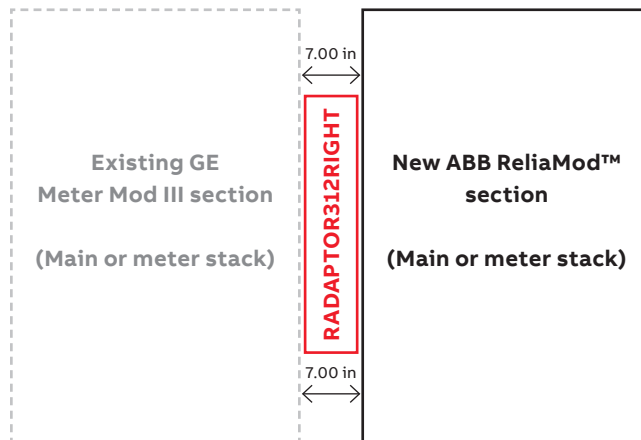 7.00 in
Existing GE
Meter Mod III section
(Main or meter stack)
RADAPTOR312RIGHT
New ABB ReliaMod™
section
(Main or meter stack)
7.00 in